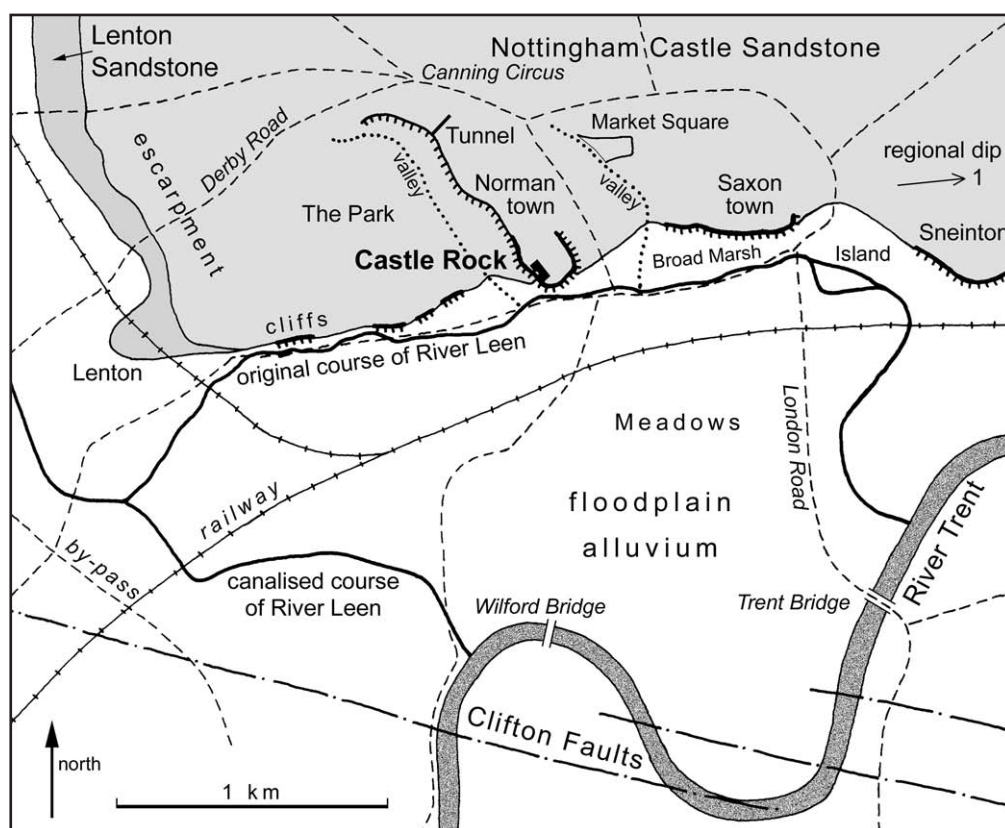 Lenton
Sandstone
Nottingham Castle Sandstone
Canning Circus
escarpment
Derby Road
Tunnel
valley
Market Square
valley
regional dip
1
The Park
Norman
town
Saxon
town
Sneinton
Castle Rock
Broad Marsh
Island
cliffs
Lenton
original course of River Leen
Meadows
London Road
railway
floodplain
alluvium
River Trent
by-pass
canalised course
of River Leen
Wilford Bridge
Trent Bridge
Clifton Faults
north
1 km